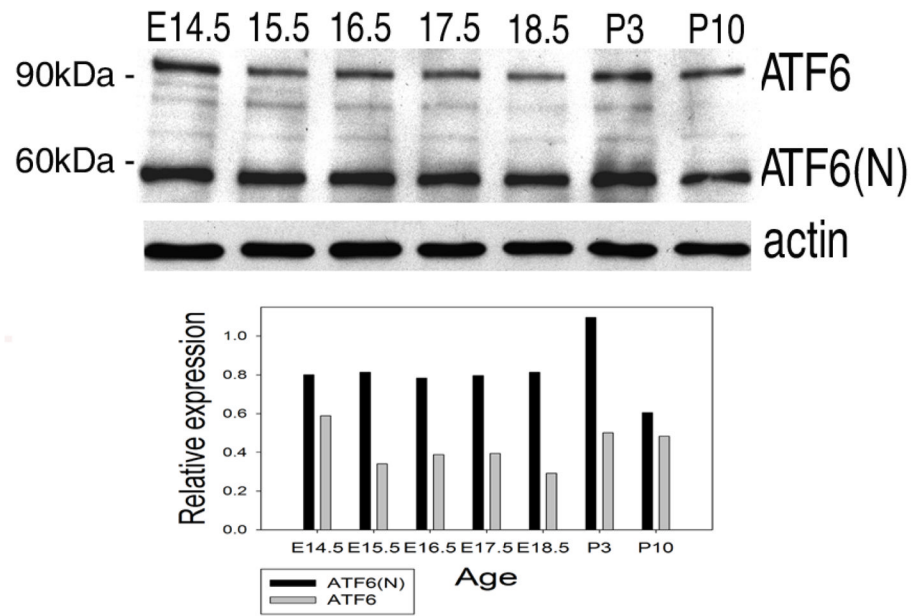 E14.5 15.5 16.5 17.5 18.5 P3 P10
90kDa - ATF6
60kDa - ATF6(N)
actin
Relative expression
1.0
0.8
0.6
0.4
0.2
0.0
E14.5 E15.5 E16.5 E17.5 E18.5 P3 P10
Age
ATF6(N)
ATF6